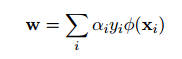 w = ∑_i α_i y_i ϕ(x_i)